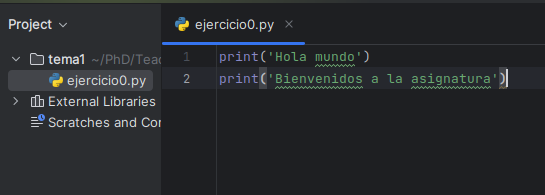 Project
ejercicio0.py
tema1 ~/PhD/Tea
ejercicio0.py
External Libraries
Scratches and Con
1 print('Hola mundo')
2 print('Bienvenidos a la asignatura')